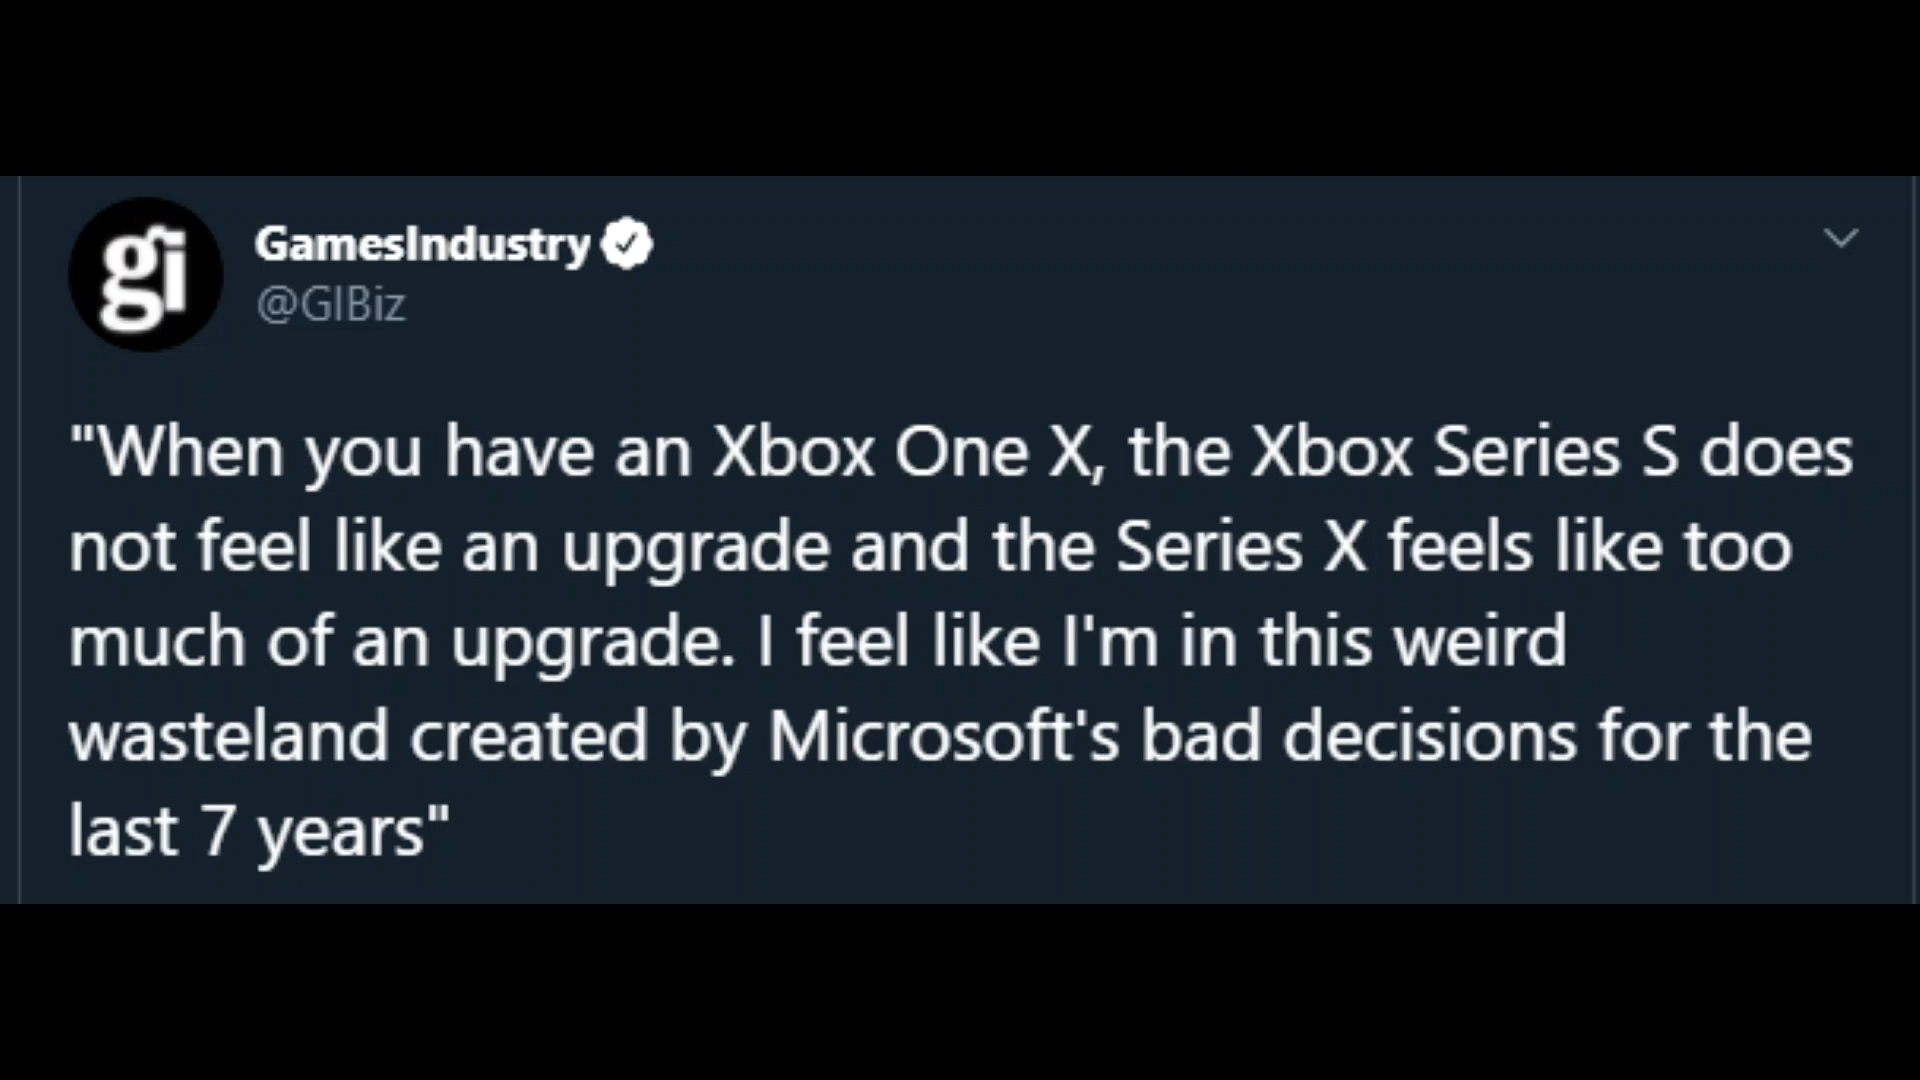 gi
GamesIndustry
@GIBiz
"When you have an Xbox One X, the Xbox Series S does
not feel like an upgrade and the Series X feels like too
much of an upgrade. I feel like I'm in this weird
wasteland created by Microsoft's bad decisions for the
last 7 years"